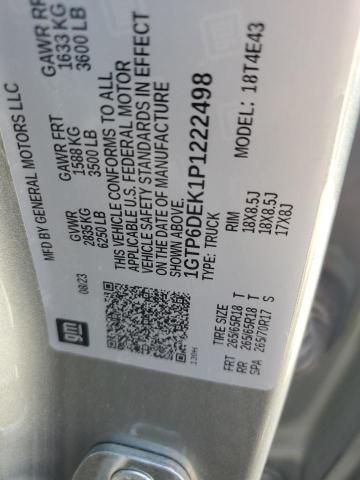 MFD BY GENERAL MOTORS LLC
08/23
GVWR
2835 KG
6250 LB
GAWR FRT
1588 KG
3500 LB
GAWR RR
1633 KG
3600 LB
THIS VEHICLE CONFORMS TO ALL
APPLICABLE U.S. FEDERAL MOTOR
VEHICLE SAFETY STANDARDS IN EFFECT
ON THE DATE OF MANUFACTURE
SHOWN ABOVE.
1GTP6DEK1P1222498
TYPE: TRUCK
MODEL: 18T4E43
gm
TIRE SIZE RIM
FRT 265/65R18 T 18X8.5J
RR 265/65R18 T 18X8.5J
SPA 265/70R17 S 17X8J